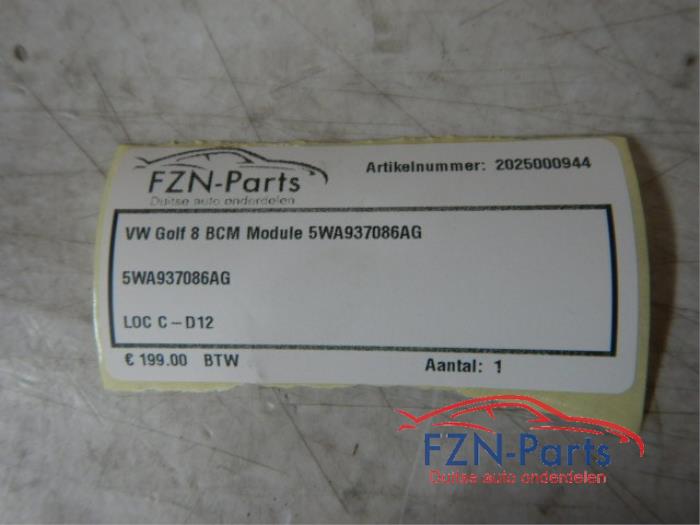 FZN-Parts
Duitse auto onderdelen
Artikelnummer: 2025000944
VW Golf 8 BCM Module 5WA937086AG
5WA937086AG
LOC C - D12
€ 199.00 BTW
Aantal: 1
FZN-Parts
Duitse auto onderdelen